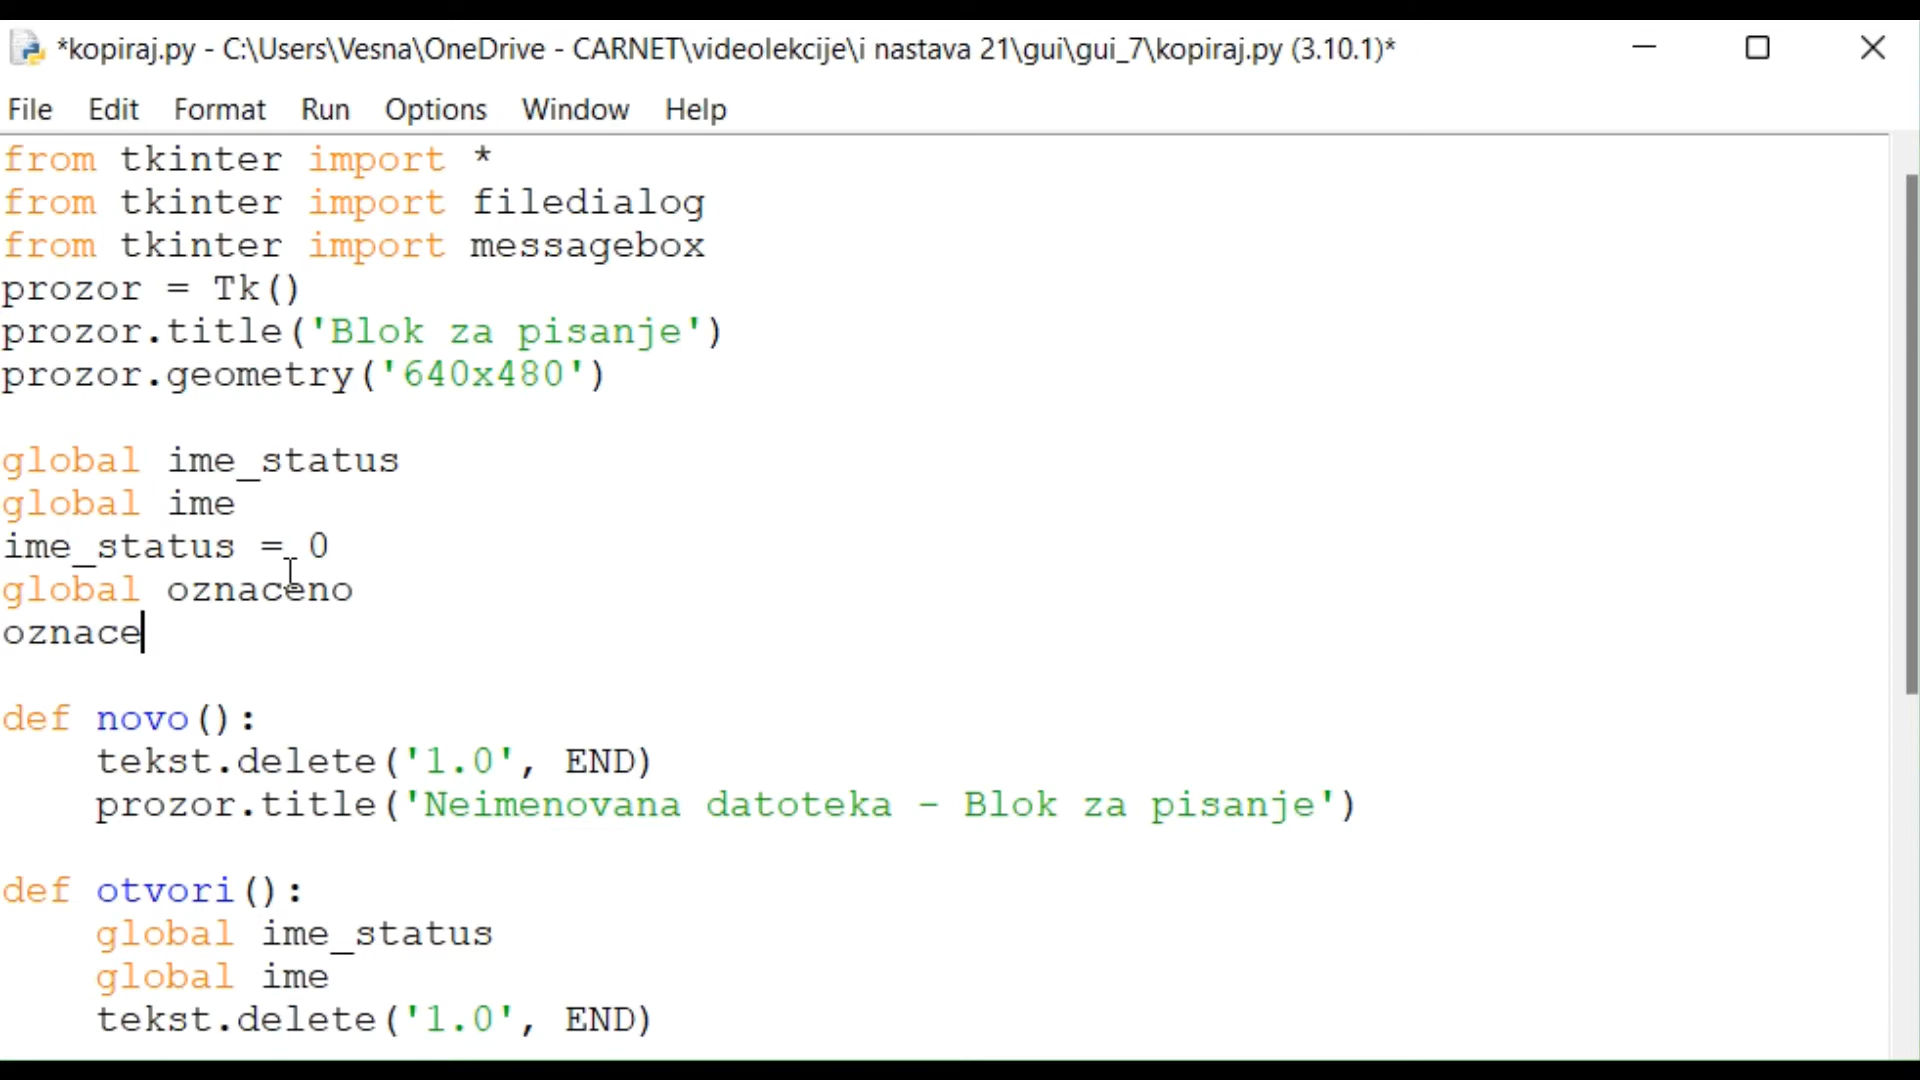 *kopiraj.py - C:\Users\Vesna\OneDrive - CARNET\videolekcije\i nastava 21\gui\gui_7\kopiraj.py (3.10.1)*
File Edit Format Run Options Window Help
from tkinter import *
from tkinter import filedialog
from tkinter import messagebox
prozor = Tk()
prozor.title('Blok za pisanje')
prozor.geometry('640x480')
global ime_status
global ime
ime_status = 0
global oznaceno
oznace
def novo():
    tekst.delete('1.0', END)
    prozor.title('Neimenovana datoteka - Blok za pisanje')
def otvori():
    global ime_status
    global ime
    tekst.delete('1.0', END)